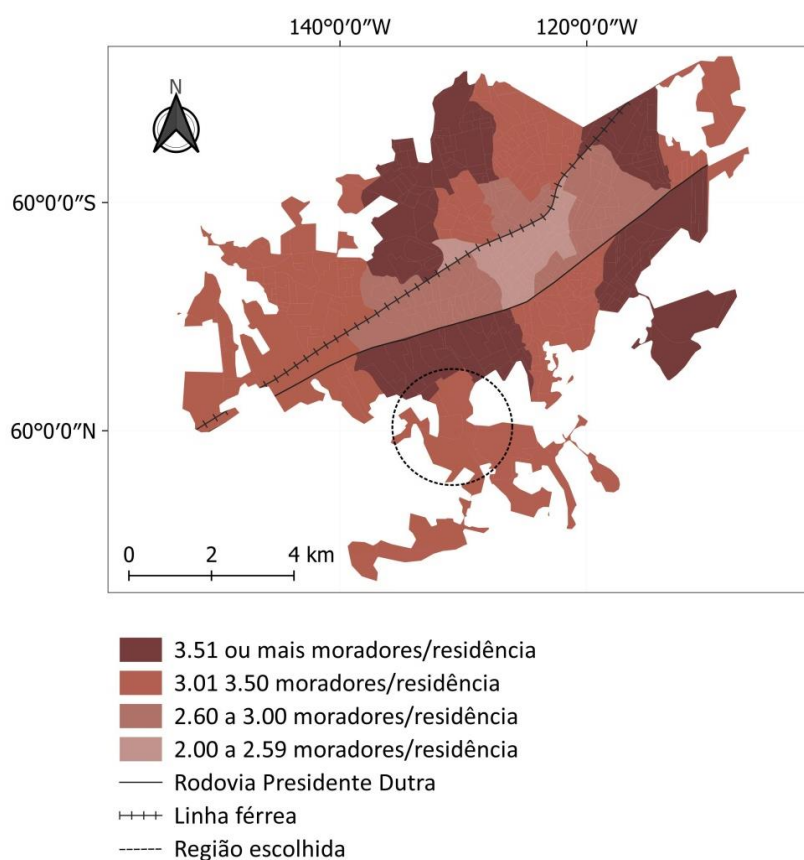 140°0′0″W 120°0′0″W
N
60°0′0″S
60°0′0″N
0 2 4 km
3.51 ou mais moradores/residência
3.01 3.50 moradores/residência
2.60 a 3.00 moradores/residência
2.00 a 2.59 moradores/residência
Rodovia Presidente Dutra
Linha férrea
Região escolhida